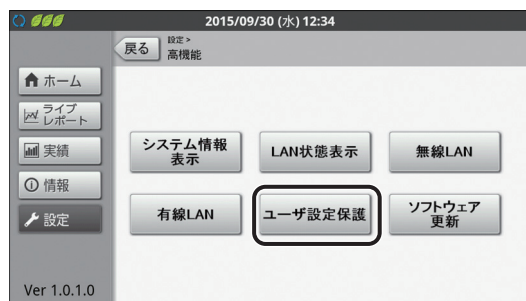 2015/09/30 (水) 12:34
戻る
設定 >
高機能
ホーム
ライブ
レポート
実績
情報
設定
システム情報
表示
LAN状態表示
無線LAN
有線LAN
ユーザ設定保護
ソフトウェア
更新
Ver 1.0.1.0